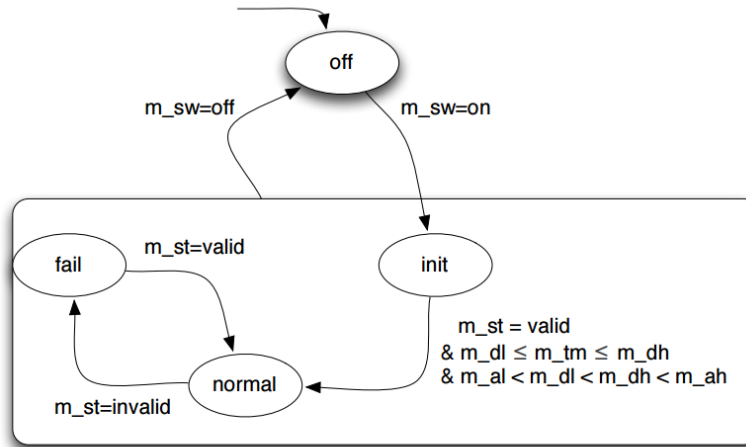 off
m_sw=off
m_sw=on
fail
m_st=valid
init
m_st = valid
& m_dl ≤ m_tm ≤ m_dh
& m_al < m_dl < m_dh < m_ah
normal
m_st=invalid